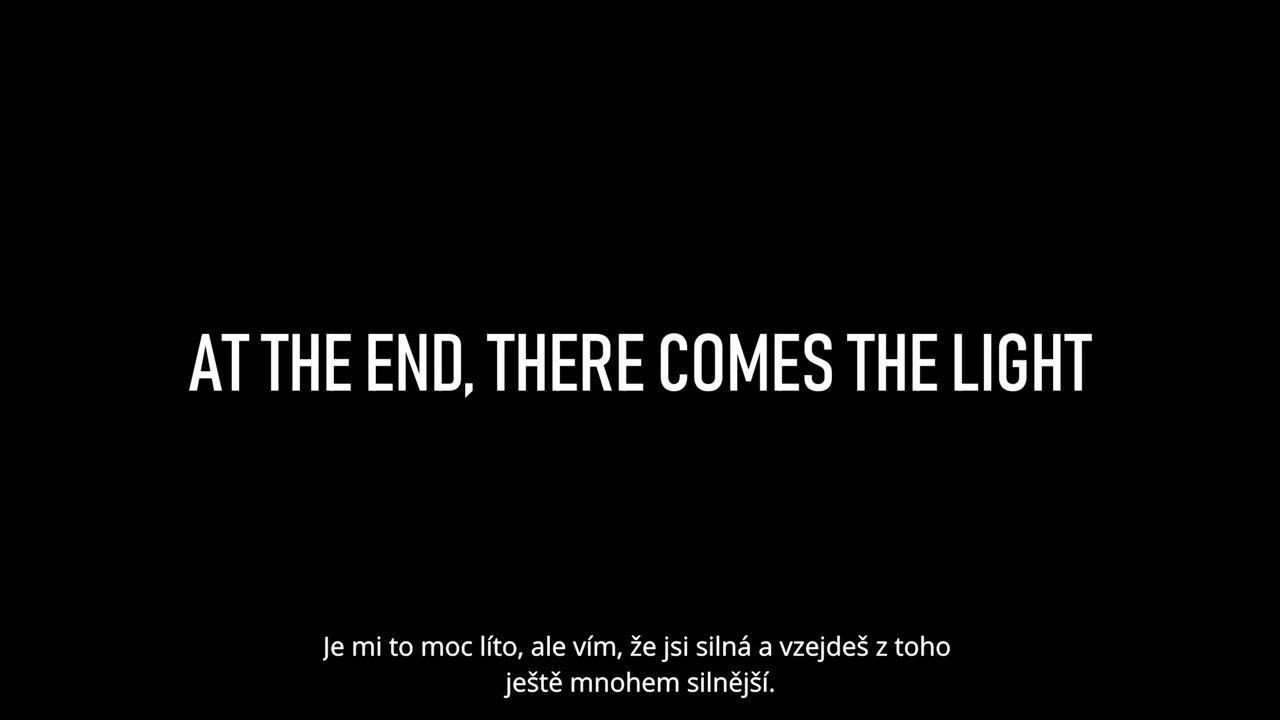 AT THE END, THERE COMES THE LIGHT
Je mi to moc líto, ale vím, že jsi silná a vzejdeš z toho
ještě mnohem silnější.